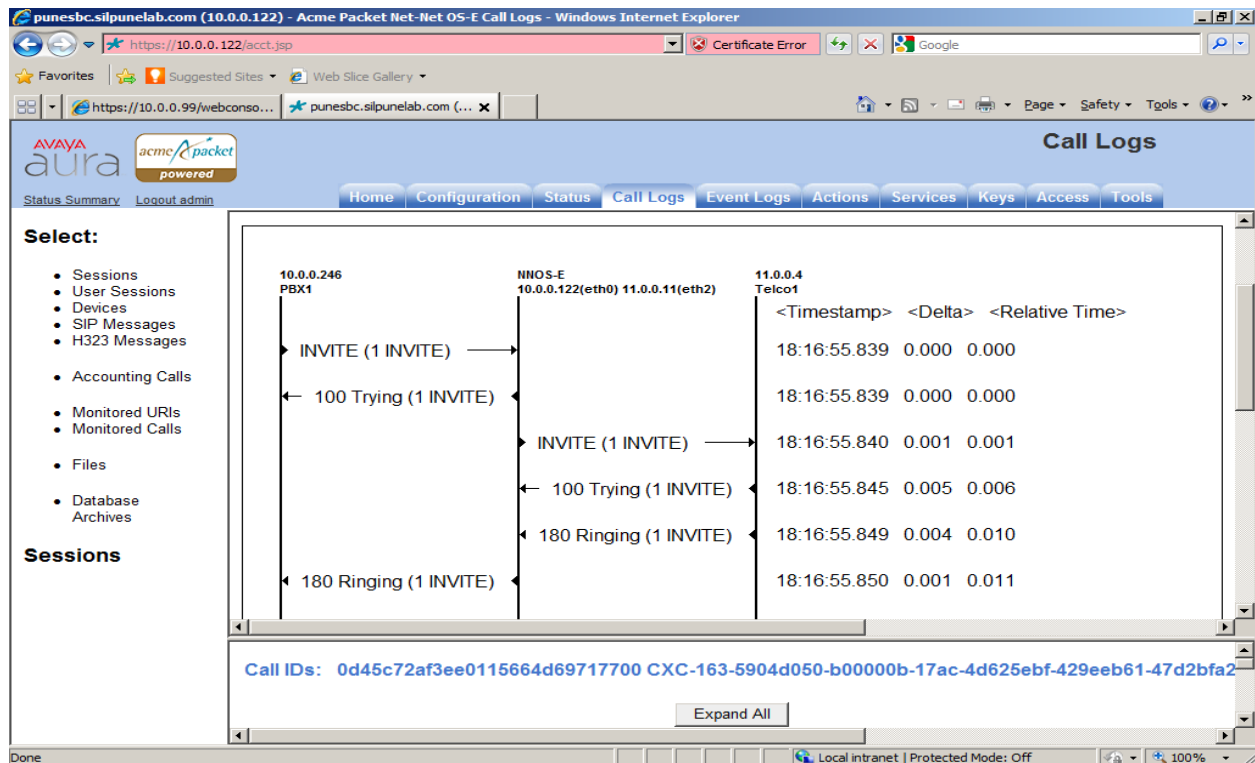 punesbc.silpunelab.com (10.0.0.122) - Acme Packet Net-Net OS-E Call Logs - Windows Internet Explorer
https://10.0.0.122/acct.jsp
Certificate Error
Google
Favorites
Suggested Sites
Web Slice Gallery
https://10.0.0.99/webconso...
punesbc.silpunelab.com (...
Page
Safety
Tools
»
AVAYA
aura
acme packet
powered
Call Logs
Status Summary
Logout admin
Home Configuration Status Call Logs Event Logs Actions Services Keys Access Tools
Select:
Sessions
User Sessions
Devices
SIP Messages
H323 Messages
Accounting Calls
Monitored URIs
Monitored Calls
Files
Database
Archives
Sessions
10.0.0.246
PBX1
NNOS-E
10.0.0.122(eth0) 11.0.0.11(eth2)
11.0.0.4
Telco1
<Timestamp> <Delta> <Relative Time>
INVITE (1 INVITE) 18:16:55.839 0.000 0.000
100 Trying (1 INVITE) 18:16:55.839 0.000 0.000
INVITE (1 INVITE) 18:16:55.840 0.001 0.001
100 Trying (1 INVITE) 18:16:55.845 0.005 0.006
180 Ringing (1 INVITE) 18:16:55.849 0.004 0.010
180 Ringing (1 INVITE) 18:16:55.850 0.001 0.011
Call IDs: 0d45c72af3ee0115664d69717700 CXC-163-5904d050-b00000b-17ac-4d625ebf-429eeb61-47d2bfa2
Expand All
Done
Local intranet | Protected Mode: Off
100%